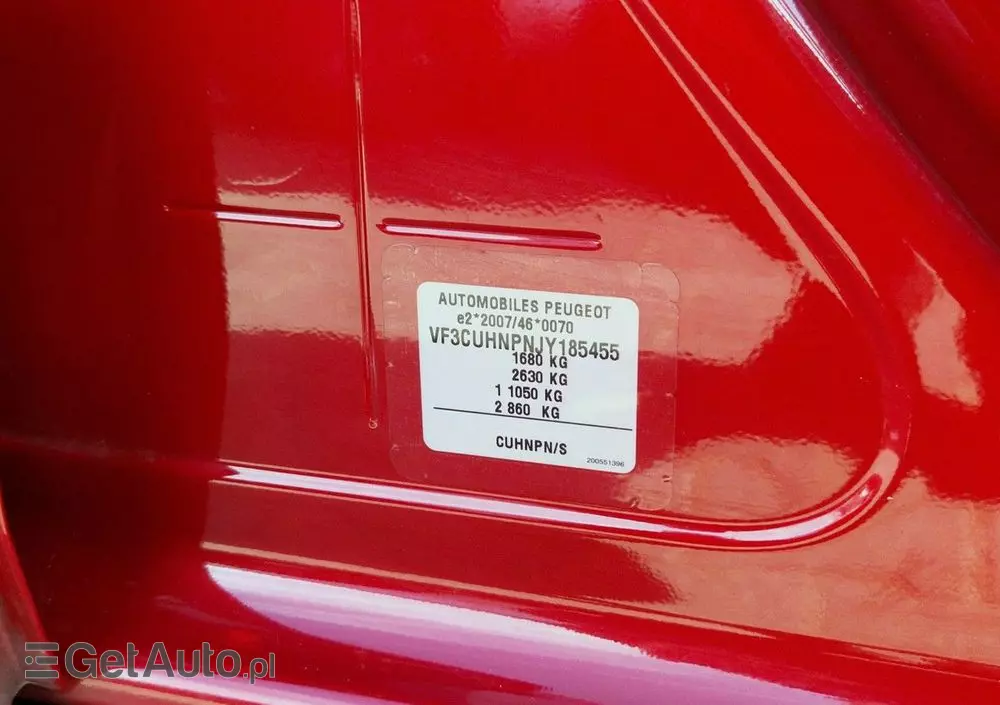 AUTOMOBILES PEUGEOT
e2*2007/46*0070
VF3CUHNPNJY185455
1680 KG
2630 KG
1 1050 KG
2 860 KG
CUHNPN/S
200551396
GetAuto.pl